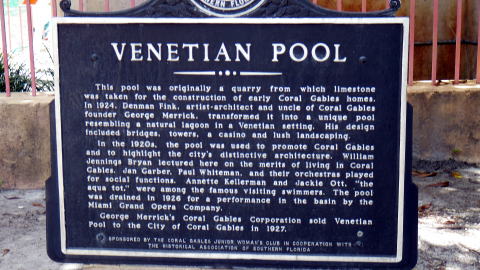 SOUTHERN FLORIDA
VENETIAN POOL
This pool was originally a quarry from which limestone
was taken for the construction of early Coral Gables homes.
In 1924, Denman Fink, artist-architect and uncle of Coral Gables
founder George Merrick, transformed it into a unique pool
resembling a natural lagoon in a Venetian setting. His design
included bridges, towers, a casino and lush landscaping.
In the 1920s, the pool was used to promote Coral Gables
and to highlight the city's distinctive architecture. William
Jennings Bryan lectured here on the merits of living in Coral
Gables. Jan Garber, Paul Whiteman, and their orchestras played
for social functions. Annette Kellerman and Jackie Ott, "the
aqua tot," were among the famous visiting swimmers. The pool
was drained in 1926 for a performance in the basin by the
Miami Grand Opera Company.
George Merrick's Coral Gables Corporation sold Venetian
Pool to the City of Coral Gables in 1927.
SPONSORED BY THE CORAL GABLES JUNIOR WOMAN'S CLUB IN COOPERATION WITH
THE HISTORICAL ASSOCIATION OF SOUTHERN FLORIDA